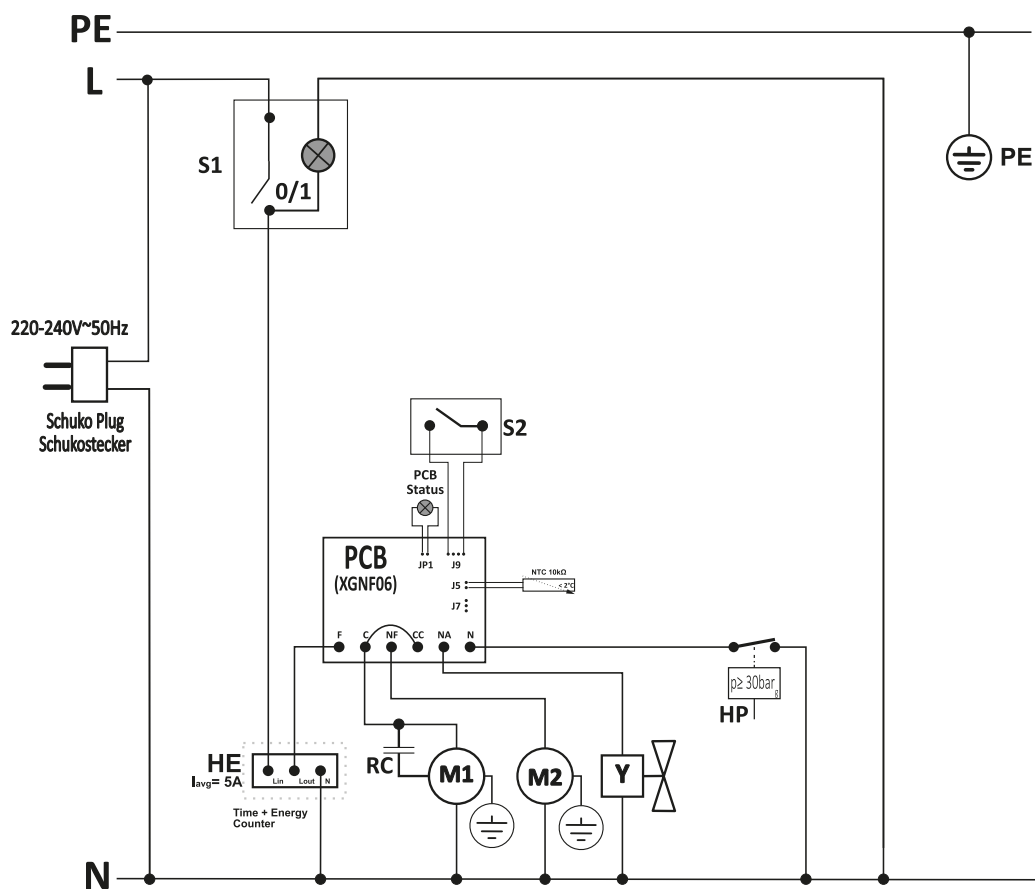 PE
L
S1
0/1
PE
220-240V~50Hz
Schuko Plug
Schukostecker
S2
PCB
Status
PCB
(XGNF06)
JP1
J9
J5
J7
NTC 10kΩ
< 2°C
F
C
NF
CC
NA
N
p≥ 30barg
HP
HE
Iavg= 5A
Lin
Lout
N
Time + Energy
Counter
RC
M1
M2
Y
N